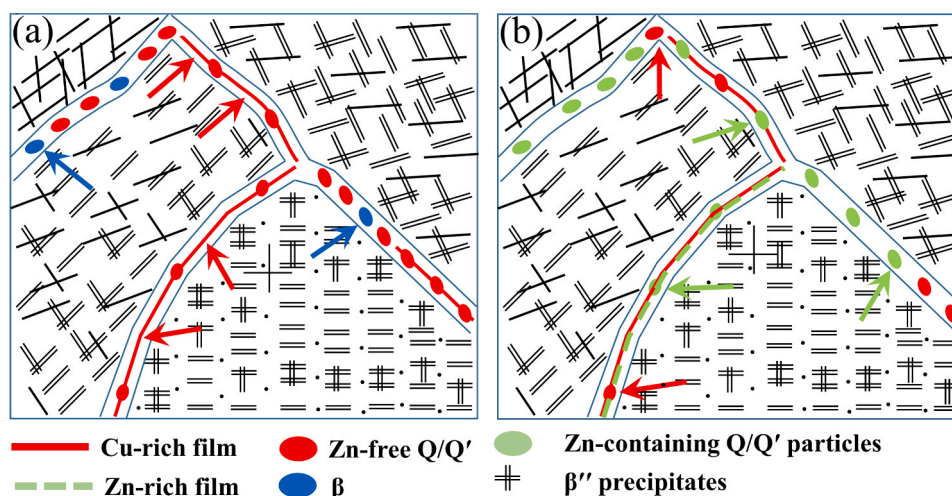 (a)
(b)
Cu-rich film
Zn-free Q/Q′
Zn-containing Q/Q′ particles
Zn-rich film
β
β′′ precipitates